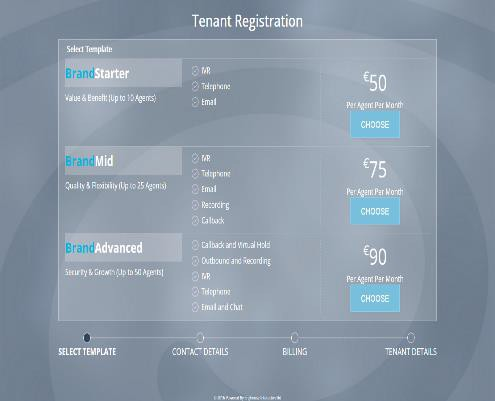 Tenant Registration
Select Template
BrandStarter
Value & Benefit (Up to 10 Agents)
IVR
Telephone
Email
€50
Per Agent Per Month
CHOOSE
BrandMid
Quality & Flexibility (Up to 25 Agents)
IVR
Telephone
Email
Recording
Callback
€75
Per Agent Per Month
CHOOSE
BrandAdvanced
Security & Growth (Up to 50 Agents)
Callback and Virtual Hold
Outbound and Recording
IVR
Telephone
Email and Chat
€90
Per Agent Per Month
CHOOSE
SELECT TEMPLATE
CONTACT DETAILS
BILLING
TENANT DETAILS